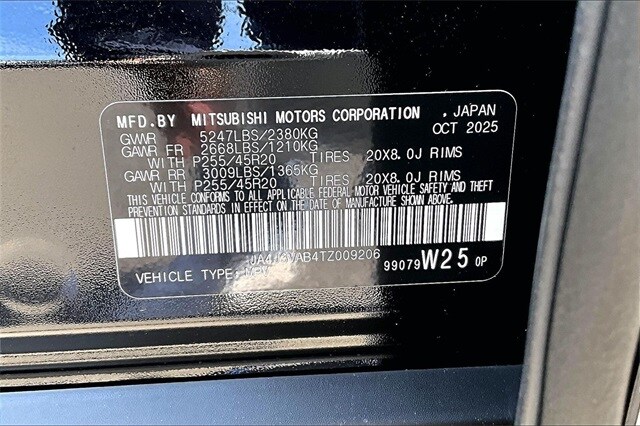 MFD.BY MITSUBISHI MOTORS CORPORATION , JAPAN
GVWR 5247LBS/2380KG OCT 2025
GAWR FR 2668LBS/1210KG
WITH P255/45R20 TIRES 20X8.0J RIMS
GAWR RR 3009LBS/1365KG
WITH P255/45R20 TIRES 20X8.0J RIMS
THIS VEHICLE CONFORMS TO ALL APPLICABLE FEDERAL MOTOR VEHICLE SAFETY AND THEFT
PREVENTION STANDARDS IN EFFECT ON THE DATE OF MANUFACTURE SHOWN ABOVE.
VEHICLE TYPE: MPV 99079 W25 0P